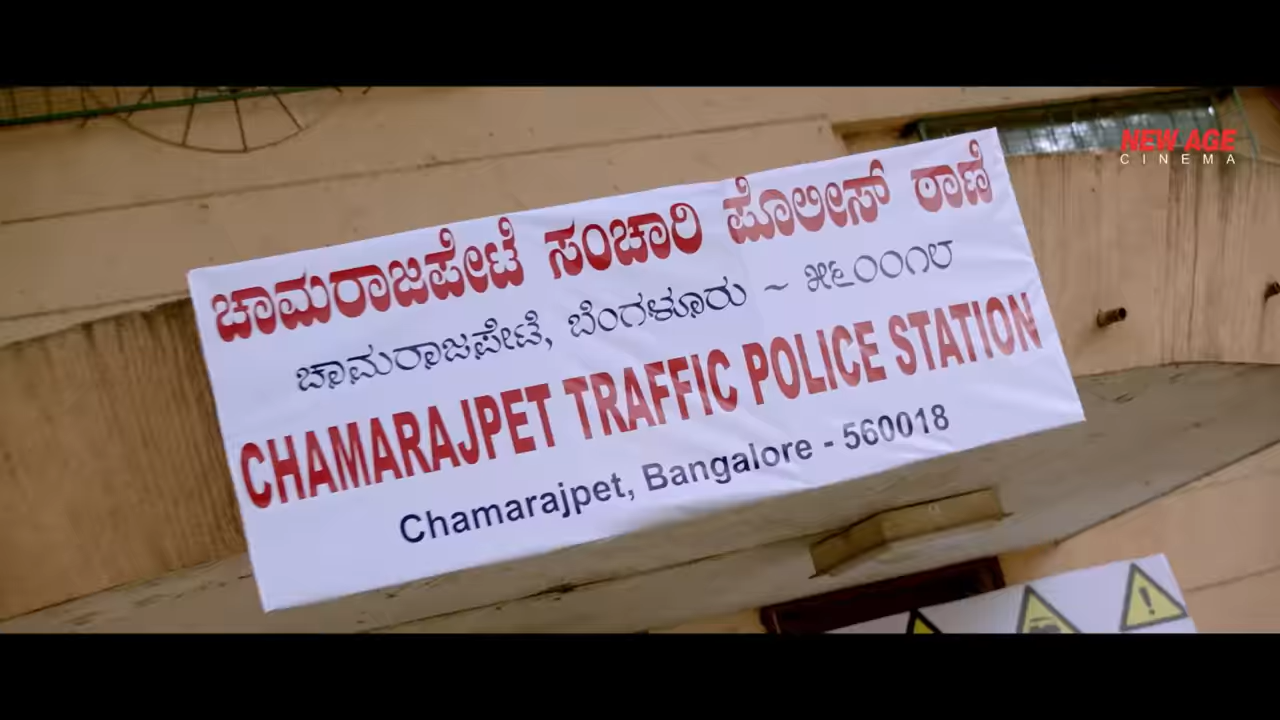 ಚಾಮರಾಜಪೇಟೆ ಸಂಚಾರಿ ಪೊಲೀಸ್ ಠಾಣೆ
ಚಾಮರಾಜಪೇಟೆ, ಬೆಂಗಳೂರು ~ ೫೬೦೦೧೮
CHAMARAJPET TRAFFIC POLICE STATION
Chamarajpet, Bangalore - 560018
NEW AGE
CINEMA